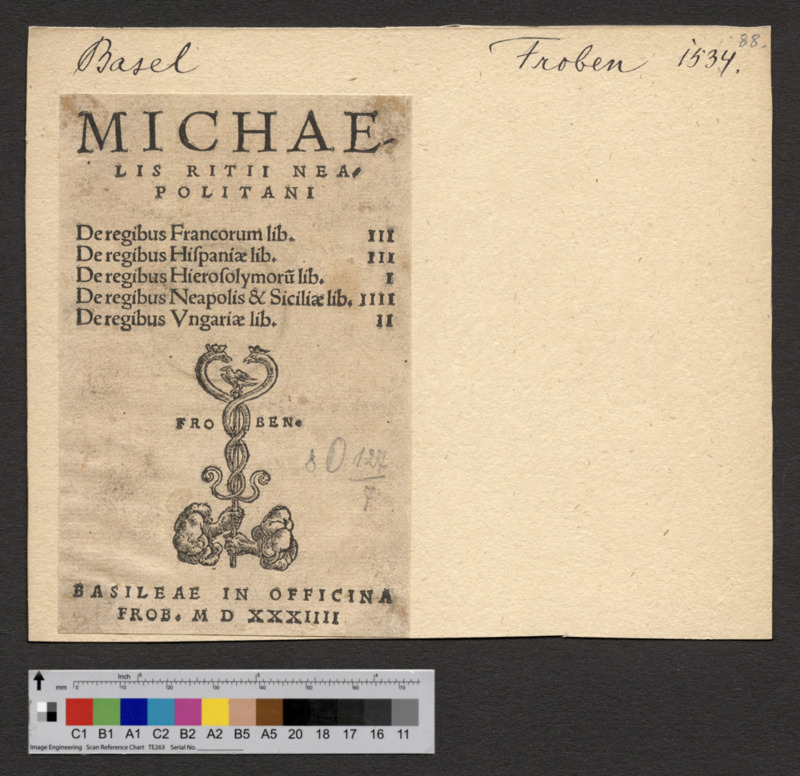 88.
Basel Froben 1534.
MICHAE-
LIS RITII NEA-
POLITANI
De regibus Francorum lib. III
De regibus Hiſpaniæ lib. III
De regibus Hieroſolymorũ lib. I
De regibus Neapolis & Siciliæ lib. IIII
De regibus Vngariæ lib. II
FRO BEN.
8 O 127
7
BASILEAE IN OFFICINA
FROB. M D XXXIIII
Inch
mm
C1 B1 A1 C2 B2 A2 B5 A5 20 18 17 16 11
Image Engineering Scan Reference Chart TE263 Serial No.